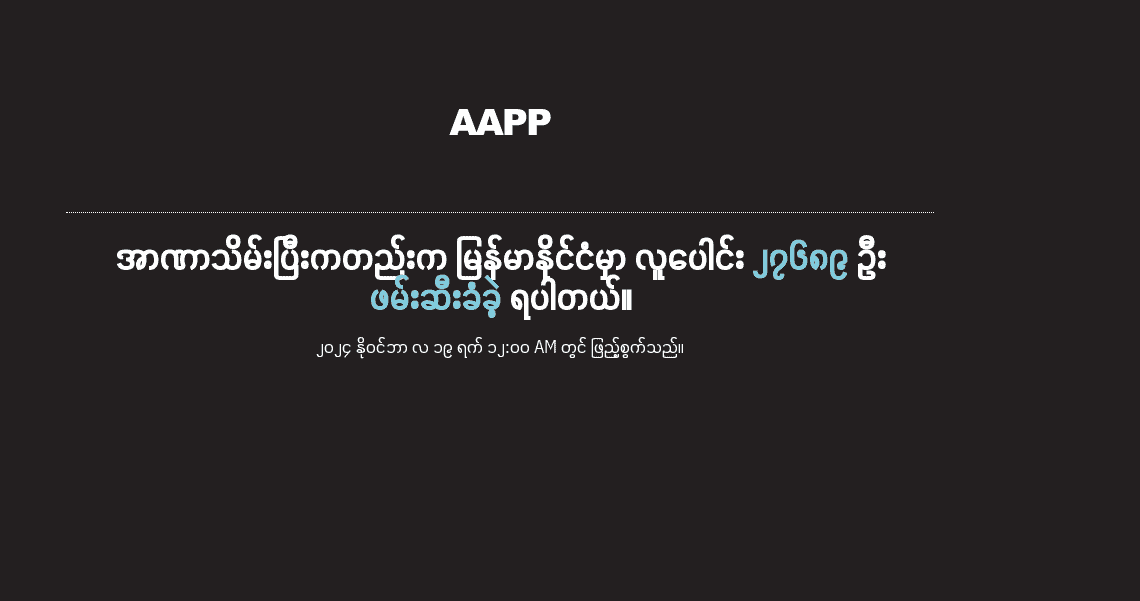 AAPP
အာဏာသိမ်းပြီးကတည်းက မြန်မာနိုင်ငံမှာ လူပေါင်း ၂၇၆၈၉ ဦး
ဖမ်းဆီးခံခဲ့ ရပါတယ်။
၂၀၂၄ နိုဝင်ဘာ လ ၁၉ ရက် ၁၂း၀၀ AM တွင် ဖြည့်စွက်သည်။